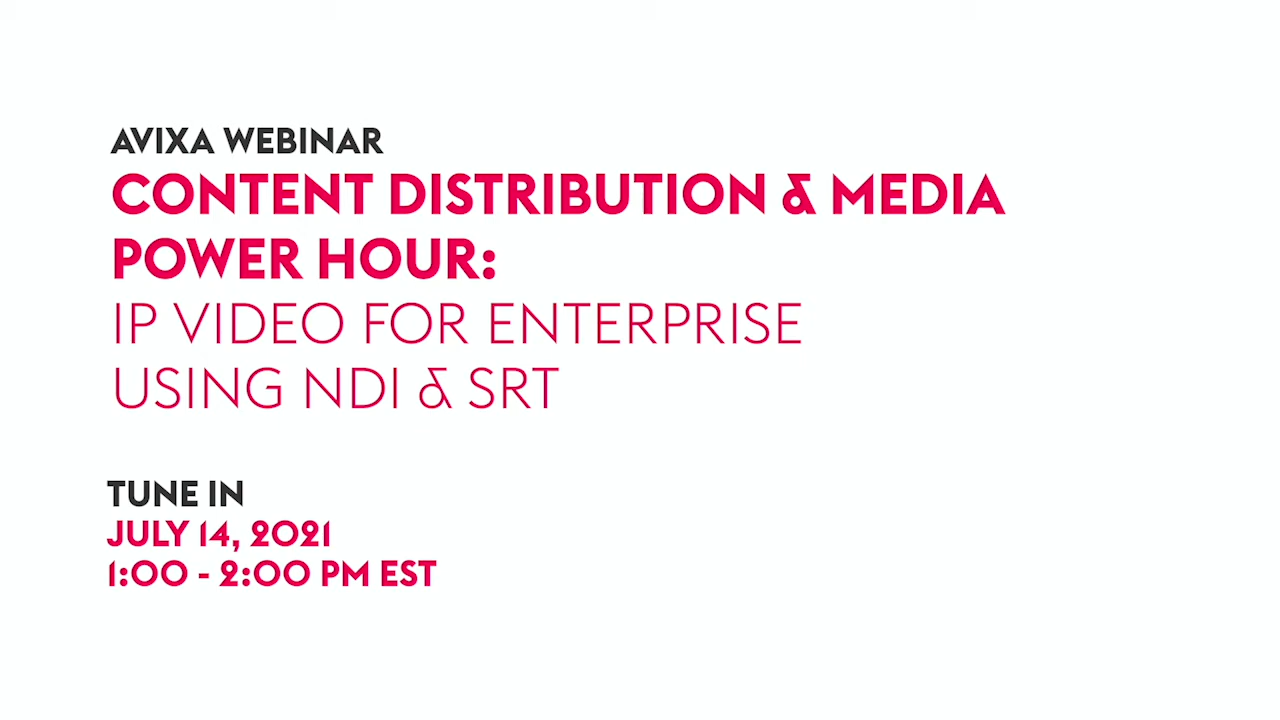 AVIXA WEBINAR
CONTENT DISTRIBUTION & MEDIA
POWER HOUR:
IP VIDEO FOR ENTERPRISE
USING NDI & SRT
TUNE IN
JULY 14, 2021
1:00 - 2:00 PM EST